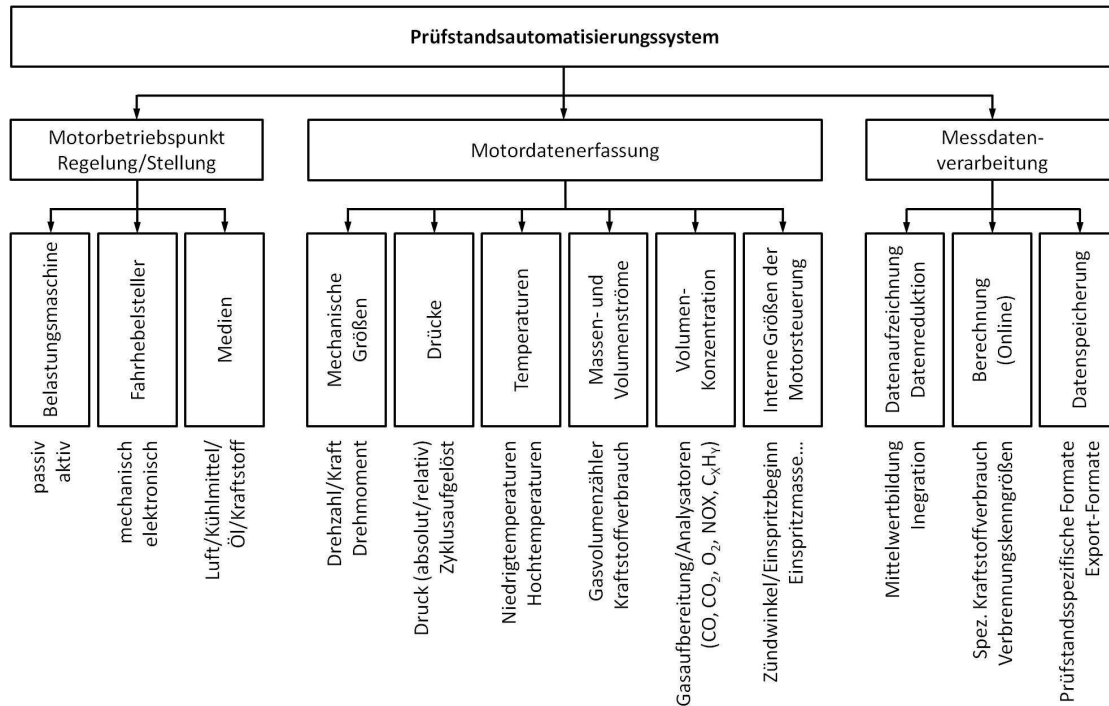 Prüfstandsautomatisierungssystem
Motorbetriebspunkt
Regelung/Stellung
Motordatenerfassung
Messdaten-
verarbeitung
Belastungsmaschine
Fahrhebelsteller
Medien
Mechanische
Größen
Drücke
Temperaturen
Massen- und
Volumenströme
Volumen-
Konzentration
Interne Größen der
Motorsteuerung
Datenaufzeichnung
Datenreduktion
Berechnung
(Online)
Datenspeicherung
passiv
aktiv
mechanisch
elektronisch
Luft/Kühlmittel/
Öl/Kraftstoff
Drehzahl/Kraft
Drehmoment
Druck (absolut/relativ)
Zyklusaufgelöst
Niedrigtemperaturen
Hochtemperaturen
Gasvolumenzähler
Kraftstoffverbrauch
Gasaufbereitung/Analysatoren
(CO, CO₂, O₂, NOX, CₓHᵧ)
Zündwinkel/Einspritzbeginn
Einspritzmasse...
Mittelwertbildung
Inegration
Spez. Kraftstoffverbrauch
Verbrennungskenngrößen
Prüfstandsspezifische Formate
Export-Formate